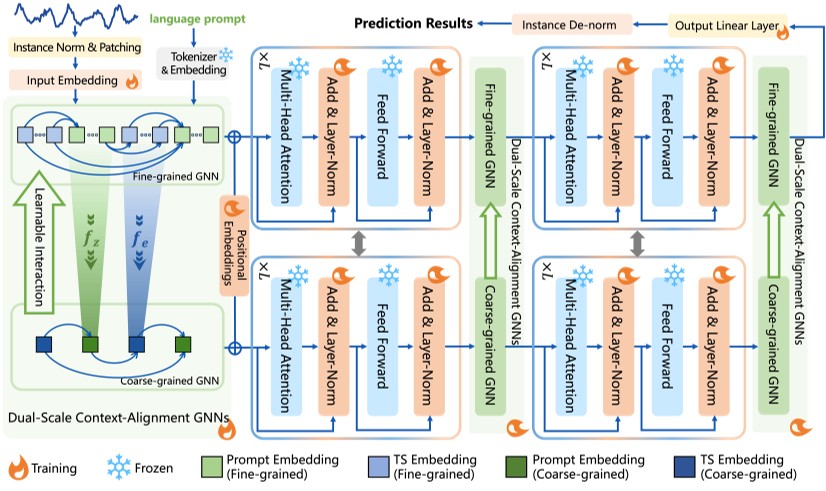 language prompt
Prediction Results
Instance De-norm
Output Linear Layer
Instance Norm & Patching
Tokenizer
& Embedding
Input Embedding
Fine-grained GNN
Learnable Interaction
f_z
f_e
Positional
Embeddings
Coarse-grained GNN
Dual-Scale Context-Alignment GNNs
×L
Multi-Head Attention
Add & Layer-Norm
Feed Forward
Add & Layer-Norm
Fine-grained GNN
Dual-Scale Context-Alignment GNNs
×L
Multi-Head Attention
Add & Layer-Norm
Feed Forward
Add & Layer-Norm
Fine-grained GNN
Dual-Scale Context-Alignment GNNs
×L
Multi-Head Attention
Add & Layer-Norm
Feed Forward
Add & Layer-Norm
Coarse-grained GNN
×L
Multi-Head Attention
Add & Layer-Norm
Feed Forward
Add & Layer-Norm
Coarse-grained GNN
Training
Frozen
Prompt Embedding
(Fine-grained)
TS Embedding
(Fine-grained)
Prompt Embedding
(Coarse-grained)
TS Embedding
(Coarse-grained)